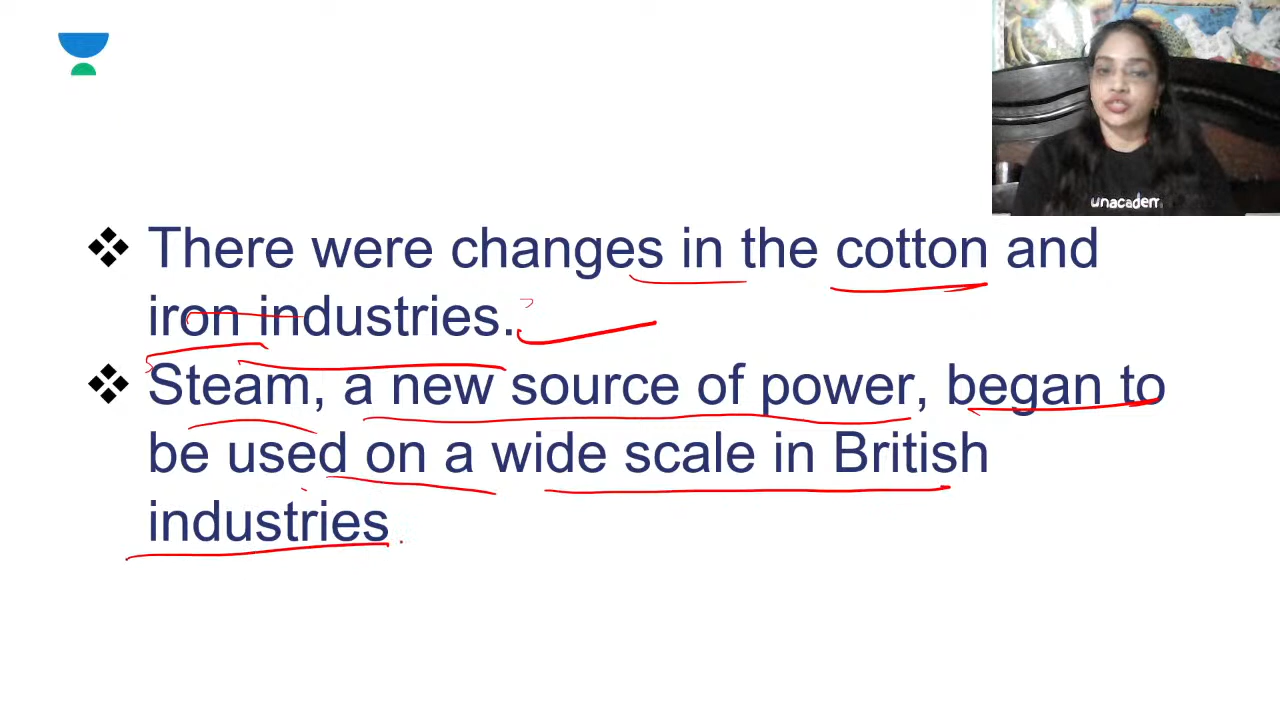 unacadem
❖ There were changes in the cotton and
iron industries.
❖ Steam, a new source of power, began to
be used on a wide scale in British
industries